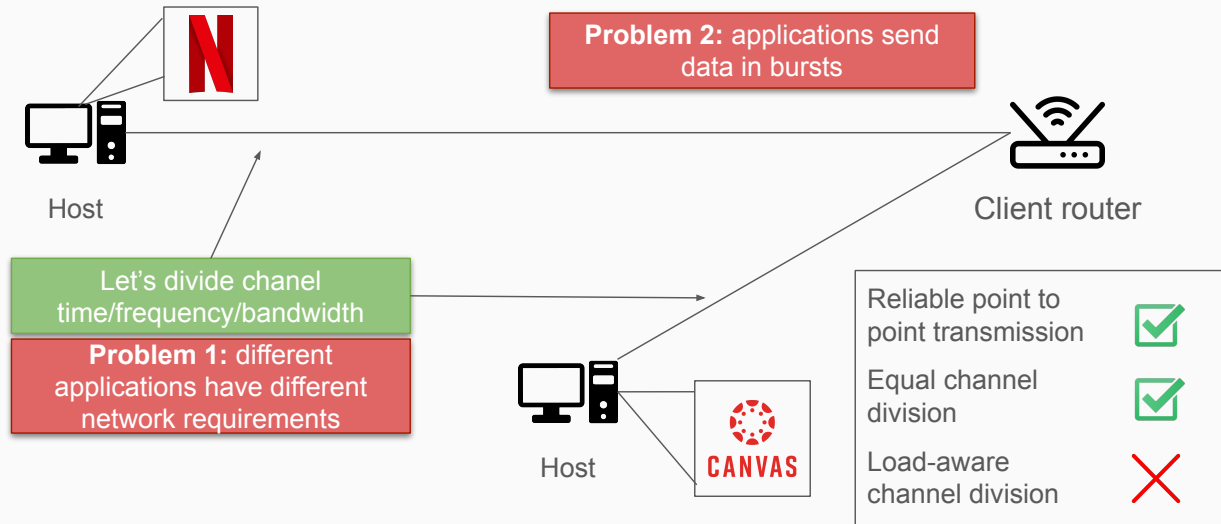 Problem 2: applications send
data in bursts
N
Host
Client router
Let's divide chanel
time/frequency/bandwidth
Problem 1: different
applications have different
network requirements
Host
CANVAS
Reliable point to
point transmission
Equal channel
division
Load-aware
channel division